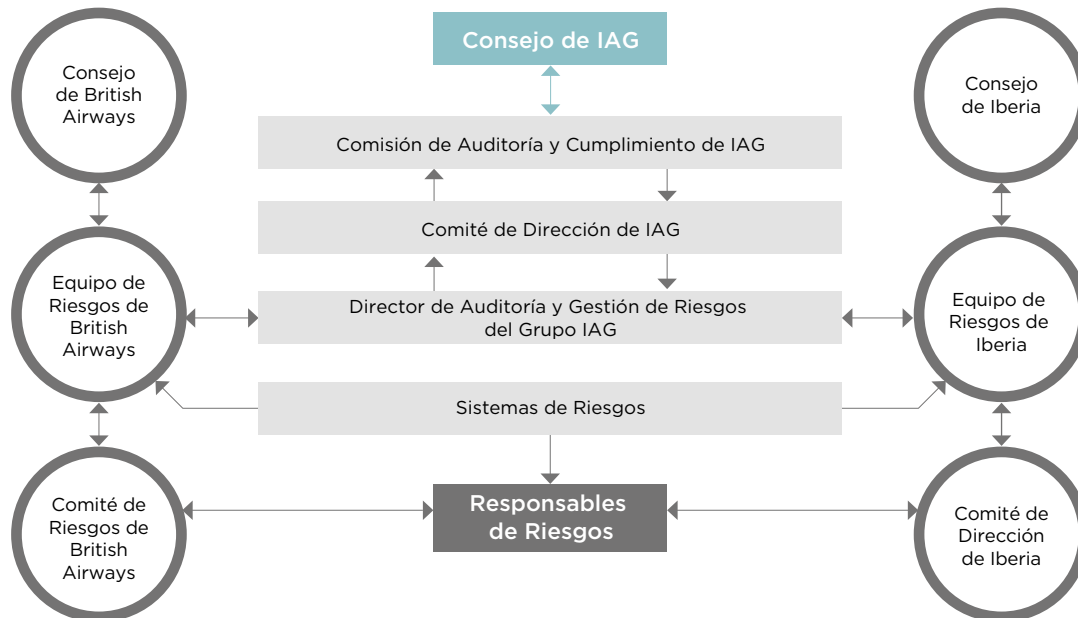 Consejo
de British
Airways
Consejo de IAG
Consejo
de Iberia
Comisión de Auditoría y Cumplimiento de IAG
Comité de Dirección de IAG
Equipo de
Riesgos de
British
Airways
Director de Auditoría y Gestión de Riesgos
del Grupo IAG
Equipo de
Riesgos de
Iberia
Sistemas de Riesgos
Comité de
Riesgos de
British
Airways
Responsables
de Riesgos
Comité de
Dirección
de Iberia